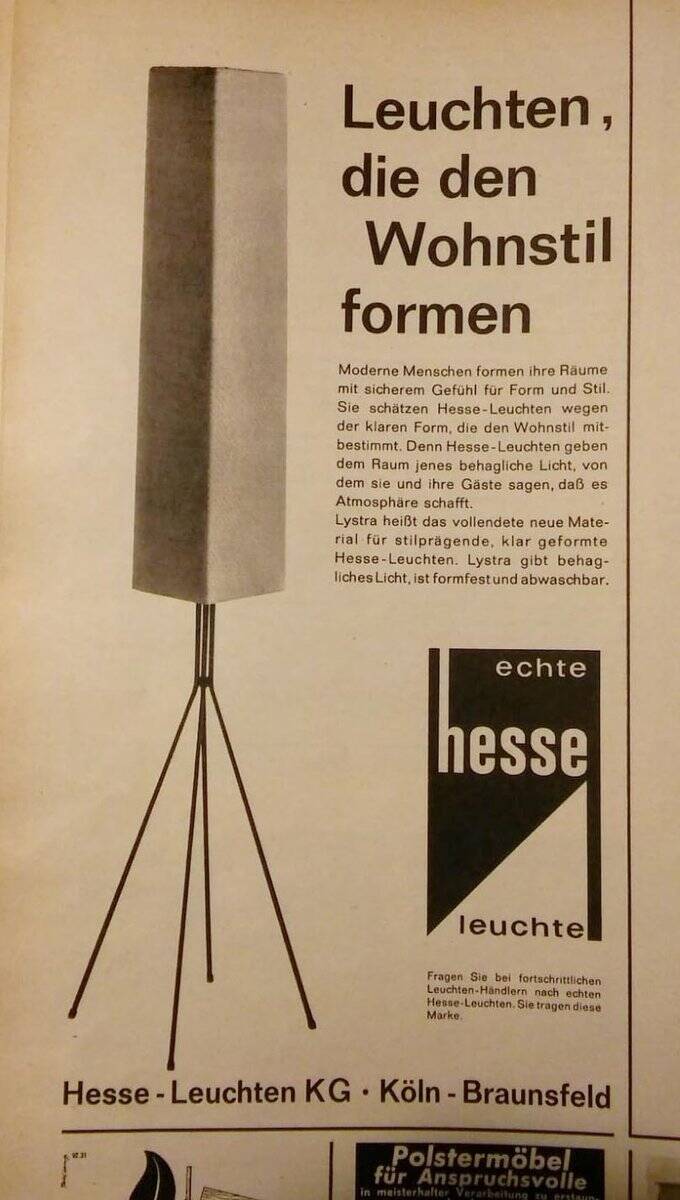 Leuchten,
die den
Wohnstil
formen
Moderne Menschen formen ihre Räume
mit sicherem Gefühl für Form und Stil.
Sie schätzen Hesse-Leuchten wegen
der klaren Form, die den Wohnstil mit-
bestimmt. Denn Hesse-Leuchten geben
dem Raum jenes behagliche Licht, von
dem sie und ihre Gäste sagen, daß es
Atmosphäre schafft.
Lystra heißt das vollendete neue Mate-
rial für stilprägende, klar geformte
Hesse-Leuchten. Lystra gibt behag-
liches Licht, ist formfest und abwaschbar.
echte
hesse
leuchte
Fragen Sie bei fortschrittlichen
Leuchten-Händlern nach echten
Hesse-Leuchten. Sie tragen diese
Marke.
Hesse-Leuchten KG · Köln-Braunsfeld
Polstermöbel
für Anspruchsvolle
in meisterhafter Verarbeitung zu